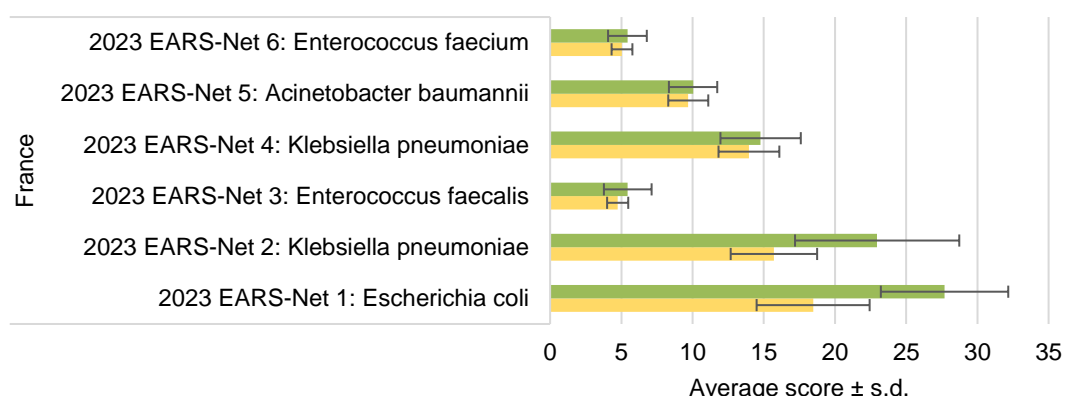 France
2023 EARS-Net 6: Enterococcus faecium
2023 EARS-Net 5: Acinetobacter baumannii
2023 EARS-Net 4: Klebsiella pneumoniae
2023 EARS-Net 3: Enterococcus faecalis
2023 EARS-Net 2: Klebsiella pneumoniae
2023 EARS-Net 1: Escherichia coli
0 5 10 15 20 25 30 35
Average score ± s.d.